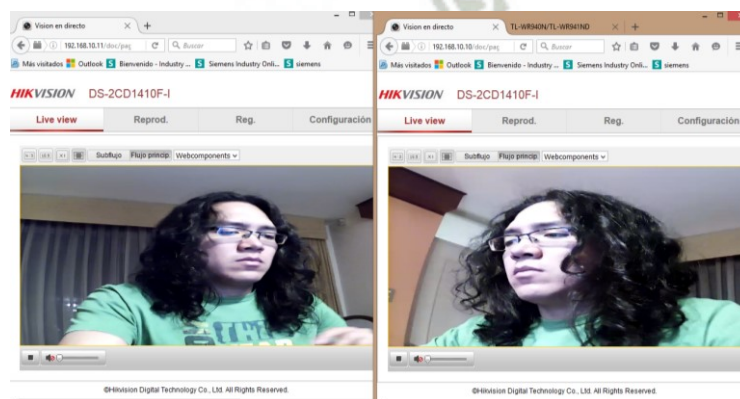 Vision en directo × +
192.168.10.11/doc/pag Buscar
Más visitados Outlook Bienvenido - Industry ... Siemens Industry Onli... siemens
HIKVISION DS-2CD1410F-I
Live view Reprod. Reg. Configuración
Subflujo Flujo princip Webcomponents
©Hikvision Digital Technology Co., Ltd. All Rights Reserved.
Vision en directo × TL-WR940N/TL-WR941ND × +
192.168.10.10/doc/pag Buscar
Más visitados Outlook Bienvenido - Industry ... Siemens Industry Onli... siemens
HIKVISION DS-2CD1410F-I
Live view Reprod. Reg. Configuración
Subflujo Flujo princip Webcomponents
©Hikvision Digital Technology Co., Ltd. All Rights Reserved.